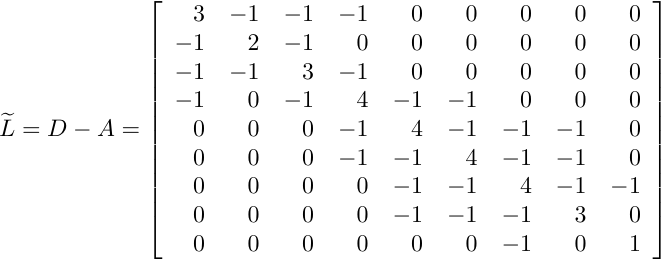 3 −1 −1 −1 0 0 0 0 0
−1 2 −1 0 0 0 0 0 0
−1 −1 3 −1 0 0 0 0 0
−1 0 −1 4 −1 −1 0 0 0
L̃ = D − A = 0 0 0 −1 4 −1 −1 −1 0
0 0 0 −1 −1 4 −1 −1 0
0 0 0 0 −1 −1 4 −1 −1
0 0 0 0 −1 −1 −1 3 0
0 0 0 0 0 0 −1 0 1